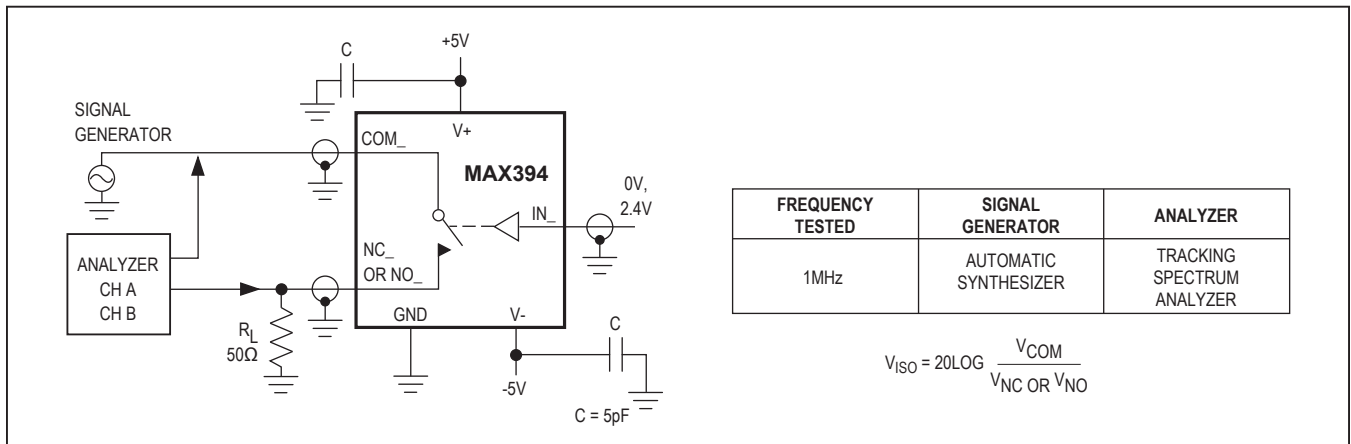 +5V
C
SIGNAL
GENERATOR
COM_
V+
MAX394
0V,
2.4V
IN_
NC_
OR NO_
ANALYZER
CH A
CH B
RL
50Ω
GND
V-
C
-5V
C = 5pF
FREQUENCY
TESTED
SIGNAL
GENERATOR
ANALYZER
1MHz
AUTOMATIC
SYNTHESIZER
TRACKING
SPECTRUM
ANALYZER
VISO = 20LOG VCOM
VNC OR VNO